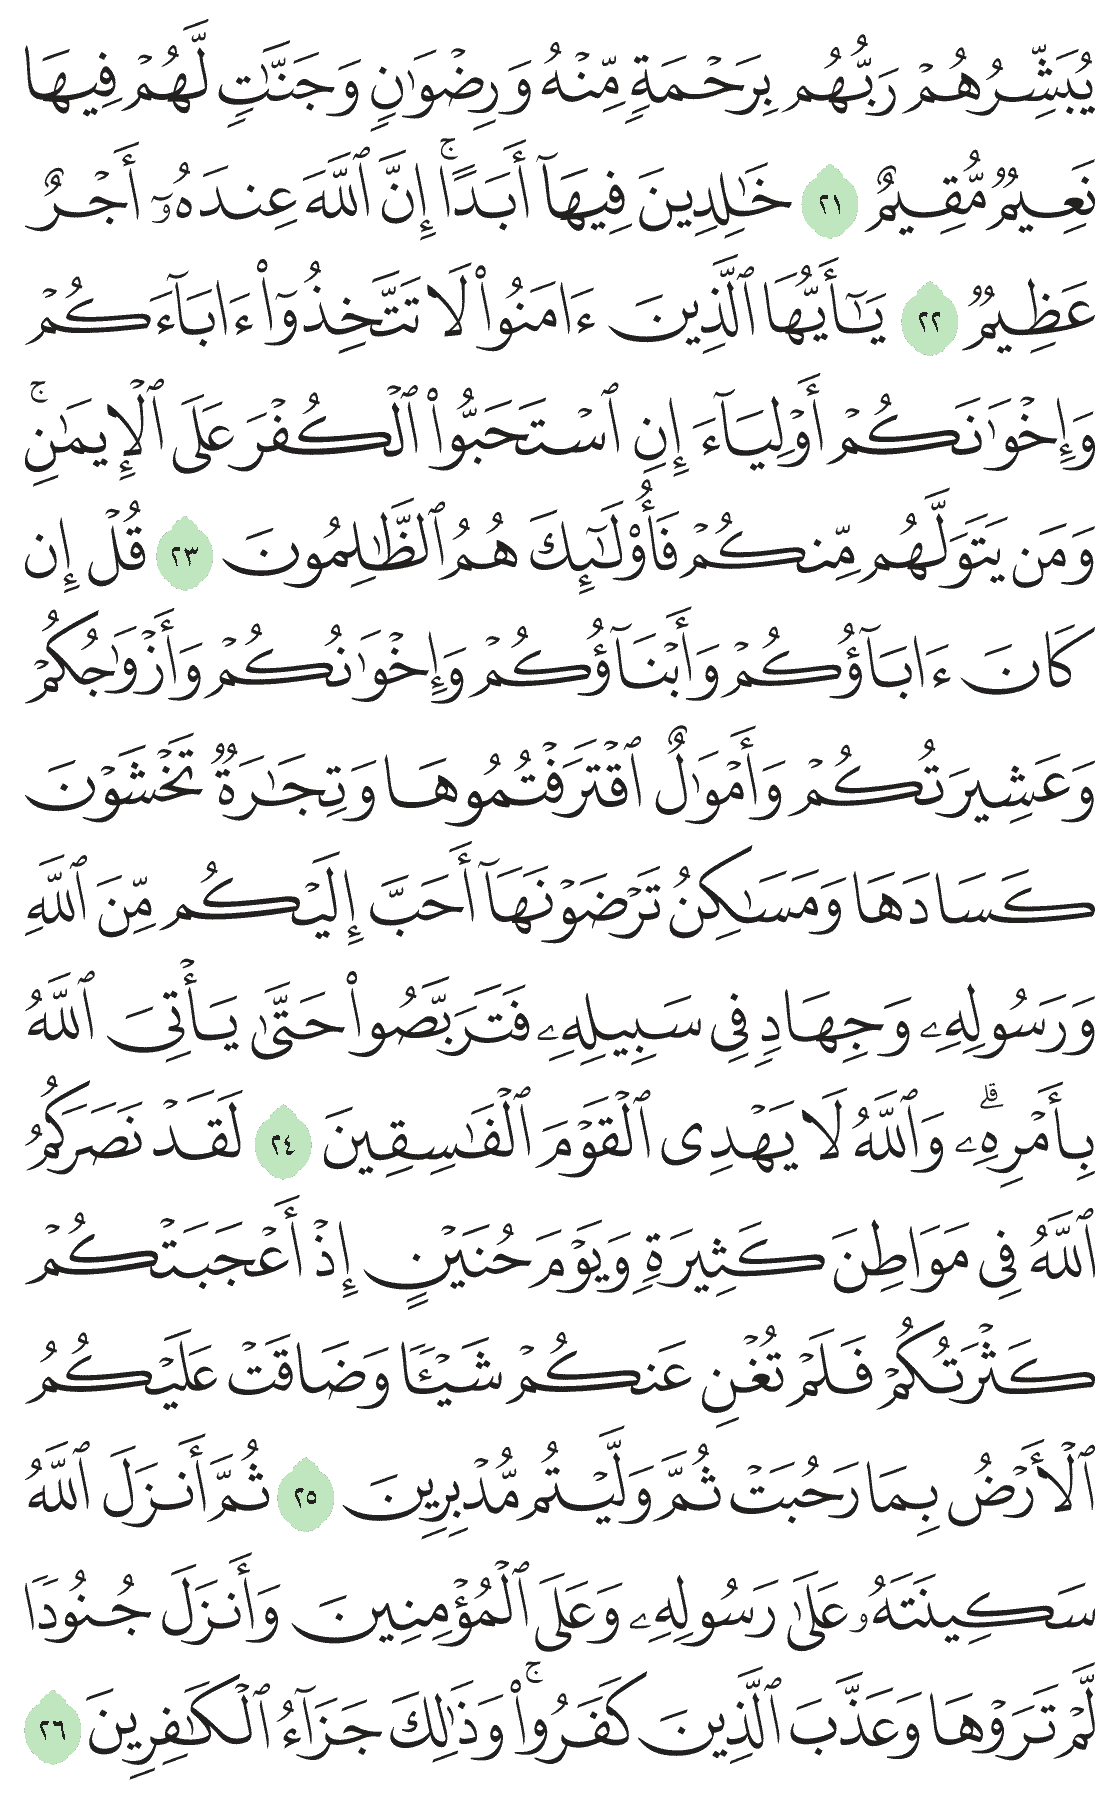 يُبَشِّرُهُمْ رَبُّهُم بِرَحْمَةٍ مِّنْهُ وَرِضْوَٰنٍ وَجَنَّٰتٍ لَّهُمْ فِيهَا
نَعِيمٌ مُّقِيمٌ ٢١ خَٰلِدِينَ فِيهَآ أَبَدًا ۚ إِنَّ ٱللَّهَ عِندَهُۥٓ أَجْرٌ
عَظِيمٌ ٢٢ يَٰٓأَيُّهَا ٱلَّذِينَ ءَامَنُوا۟ لَا تَتَّخِذُوٓا۟ ءَابَآءَكُمْ
وَإِخْوَٰنَكُمْ أَوْلِيَآءَ إِنِ ٱسْتَحَبُّوا۟ ٱلْكُفْرَ عَلَى ٱلْإِيمَٰنِ ۚ
وَمَن يَتَوَلَّهُم مِّنكُمْ فَأُو۟لَٰٓئِكَ هُمُ ٱلظَّٰلِمُونَ ٢٣ قُلْ إِن
كَانَ ءَابَآؤُكُمْ وَأَبْنَآؤُكُمْ وَإِخْوَٰنُكُمْ وَأَزْوَٰجُكُمْ
وَعَشِيرَتُكُمْ وَأَمْوَٰلٌ ٱقْتَرَفْتُمُوهَا وَتِجَٰرَةٌ تَخْشَوْنَ
كَسَادَهَا وَمَسَٰكِنُ تَرْضَوْنَهَآ أَحَبَّ إِلَيْكُم مِّنَ ٱللَّهِ
وَرَسُولِهِۦ وَجِهَادٍ فِى سَبِيلِهِۦ فَتَرَبَّصُوا۟ حَتَّىٰ يَأْتِىَ ٱللَّهُ
بِأَمْرِهِۦ ۗ وَٱللَّهُ لَا يَهْدِى ٱلْقَوْمَ ٱلْفَٰسِقِينَ ٢٤ لَقَدْ نَصَرَكُمُ
ٱللَّهُ فِى مَوَاطِنَ كَثِيرَةٍ وَيَوْمَ حُنَيْنٍ إِذْ أَعْجَبَتْكُمْ
كَثْرَتُكُمْ فَلَمْ تُغْنِ عَنكُمْ شَيْـًٔا وَضَاقَتْ عَلَيْكُمُ
ٱلْأَرْضُ بِمَا رَحُبَتْ ثُمَّ وَلَّيْتُم مُّدْبِرِينَ ٢٥ ثُمَّ أَنزَلَ ٱللَّهُ
سَكِينَتَهُۥ عَلَىٰ رَسُولِهِۦ وَعَلَى ٱلْمُؤْمِنِينَ وَأَنزَلَ جُنُودًا
لَّمْ تَرَوْهَا وَعَذَّبَ ٱلَّذِينَ كَفَرُوا۟ ۚ وَذَٰلِكَ جَزَآءُ ٱلْكَٰفِرِينَ ٢٦